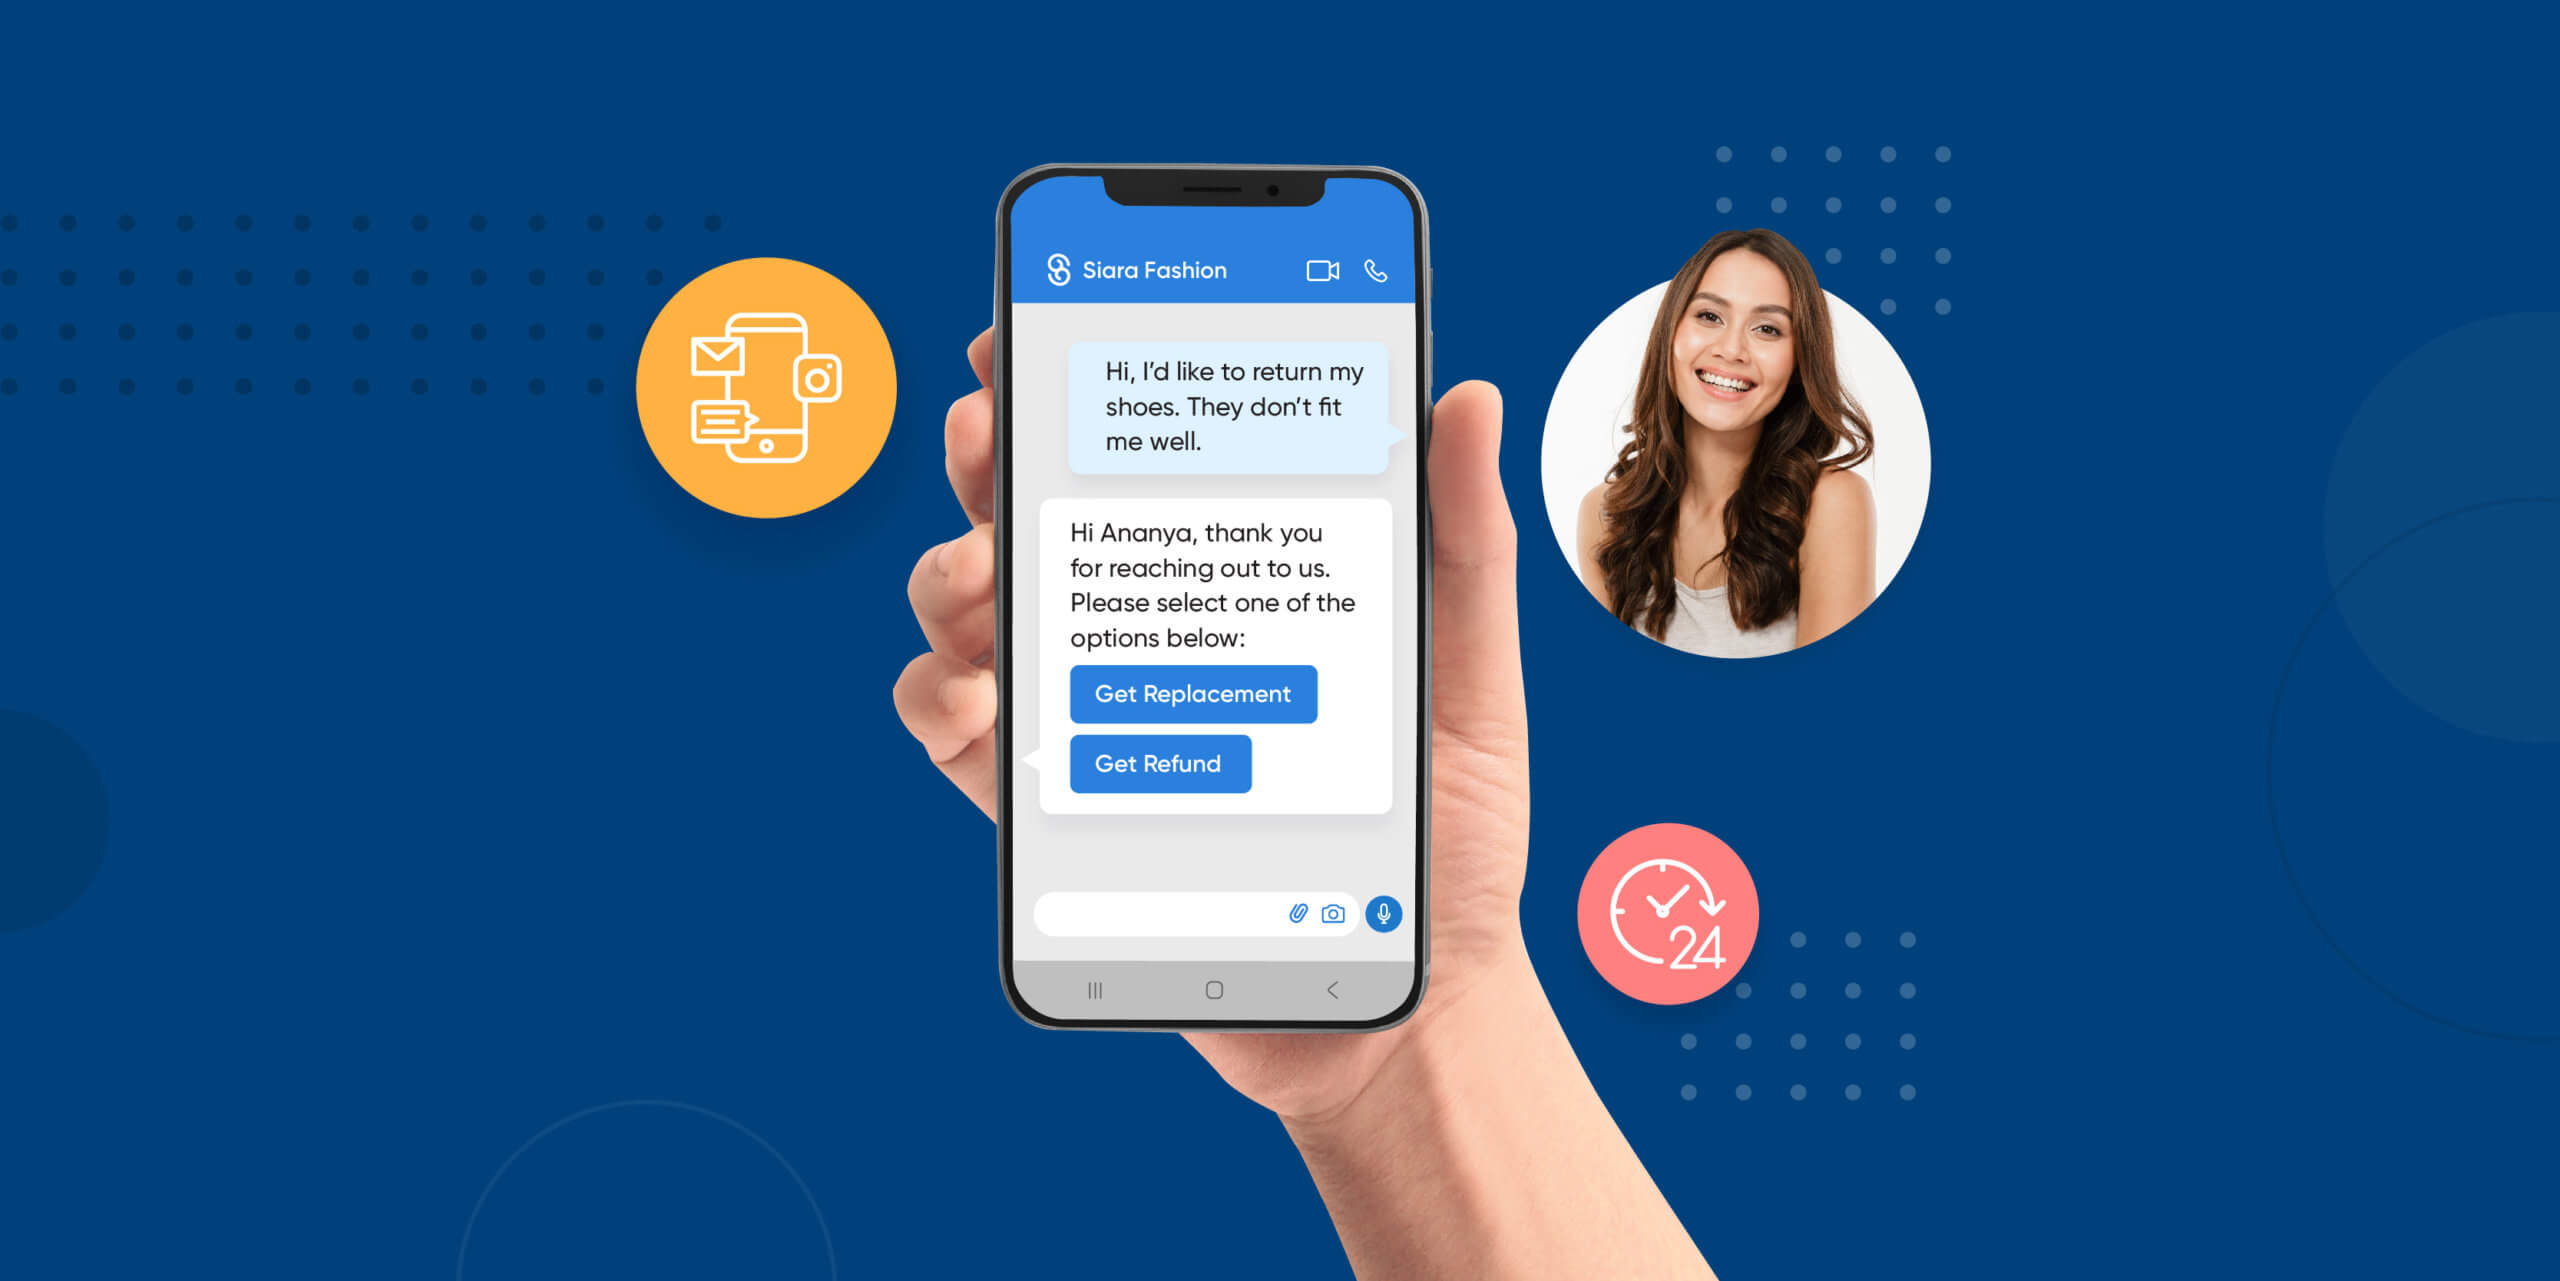 Siara Fashion
Hi, I’d like to return my
shoes. They don’t fit
me well.
Hi Ananya, thank you
for reaching out to us.
Please select one of the
options below:
Get Replacement
Get Refund
24